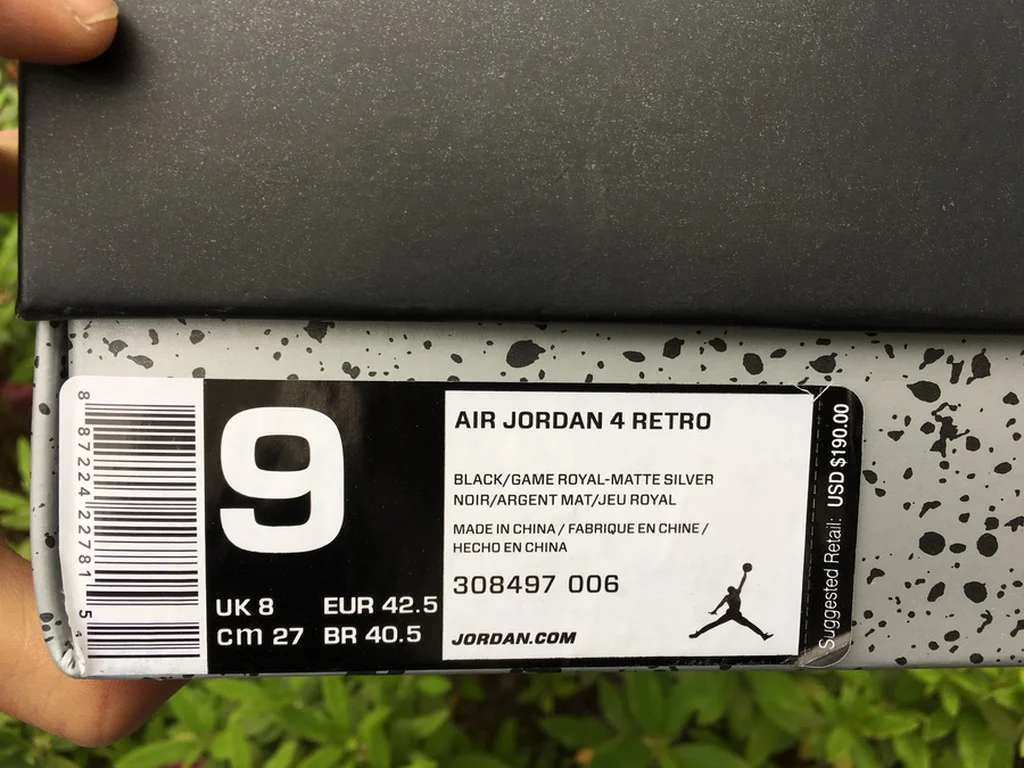 8 87224 22781 5
9
UK 8 EUR 42.5
cm 27 BR 40.5
AIR JORDAN 4 RETRO
BLACK/GAME ROYAL-MATTE SILVER
NOIR/ARGENT MAT/JEU ROYAL
MADE IN CHINA / FABRIQUE EN CHINE /
HECHO EN CHINA
308497 006
JORDAN.COM
Suggested Retail: USD $190.00